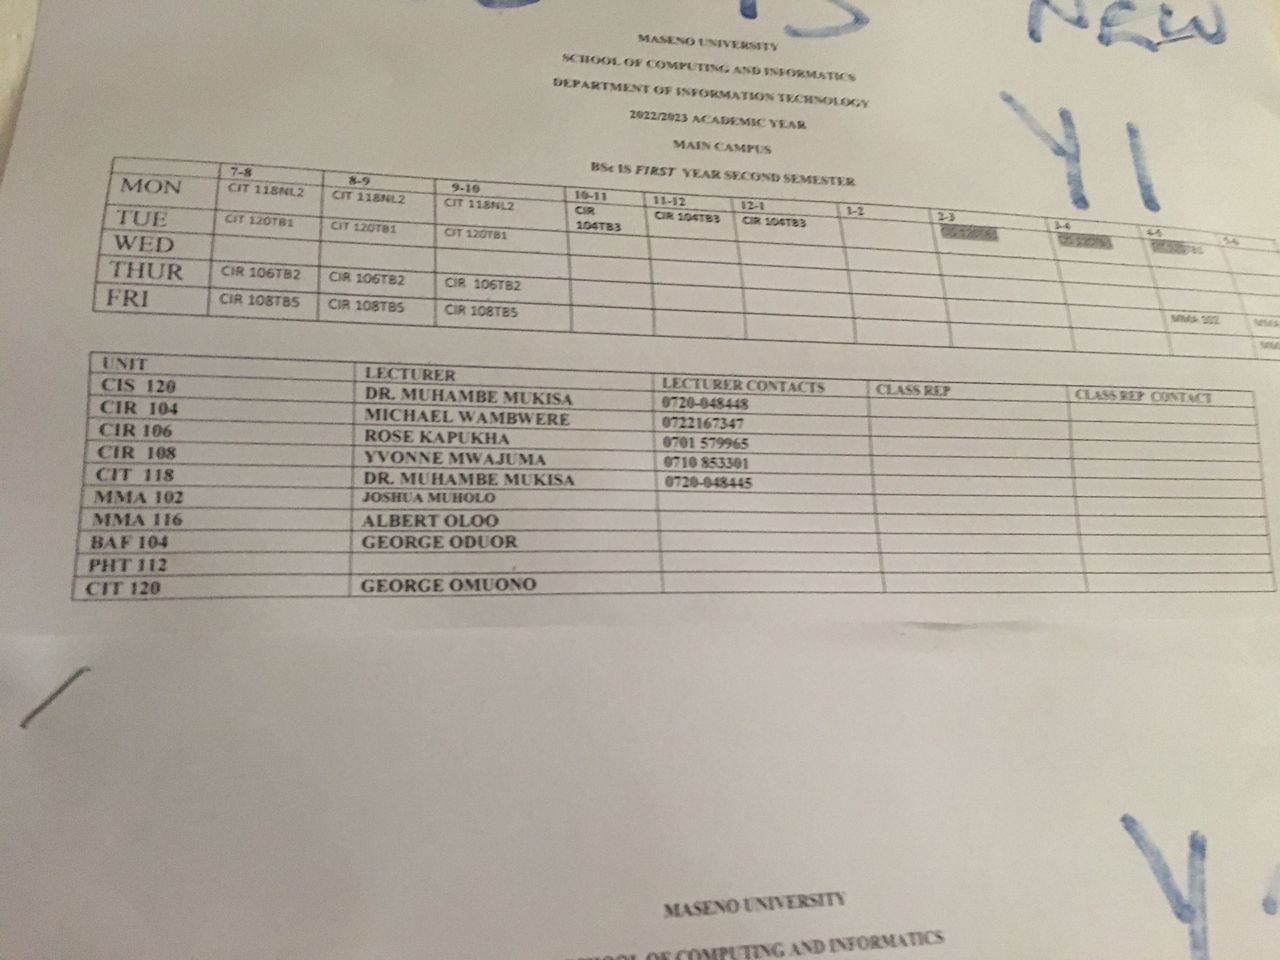 NEW
Y1
MASENO UNIVERSITY
SCHOOL OF COMPUTING AND INFORMATICS
DEPARTMENT OF INFORMATION TECHNOLOGY
2022/2023 ACADEMIC YEAR
MAIN CAMPUS
BSc IS FIRST YEAR SECOND SEMESTER
7-8 8-9 9-10 10-11 11-12 12-1 1-2 2-3 3-4 4-5 5-6
MON CIT 118NL2 CIT 118NL2 CIT 118NL2 CIR 104TB3 CIR 104TB3 CIR 104TB3
TUE CIT 120TB1 CIT 120TB1 CIT 120TB1
WED
THUR CIR 106TB2 CIR 106TB2 CIR 106TB2
FRI CIR 108TB5 CIR 108TB5 CIR 108TB5 MMA 102
UNIT LECTURER LECTURER CONTACTS CLASS REP CLASS REP CONTACT
CIS 120 DR. MUHAMBE MUKISA 0720-048448
CIR 104 MICHAEL WAMBWERE 0722167347
CIR 106 ROSE KAPUKHA 0701 579965
CIR 108 YVONNE MWAJUMA 0710 853301
CIT 118 DR. MUHAMBE MUKISA 0720-048445
MMA 102 JOSHUA MUHOLO
MMA 116 ALBERT OLOO
BAF 104 GEORGE ODUOR
PHT 112
CIT 120 GEORGE OMUONO
MASENO UNIVERSITY
SCHOOL OF COMPUTING AND INFORMATICS